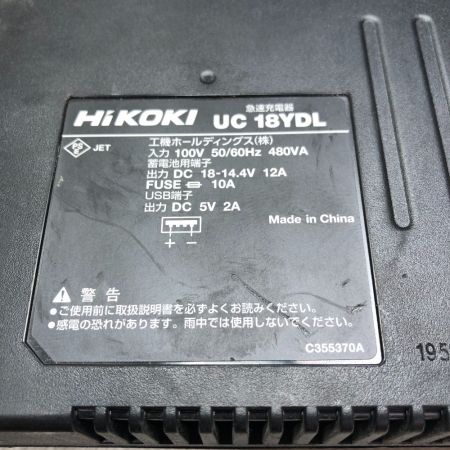 急速充電器
HiKOKI UC 18YDL
PSE JET 工機ホールディングス(株)
入力 100V 50/60Hz 480VA
蓄電池用端子
出力 DC 18-14.4V 12A
FUSE 10A
USB端子
出力 DC 5V 2A
Made in China
+ -
警告
●ご使用前に取扱説明書を必ずよくお読みください。
●感電の恐れがあります。雨中では使用しないでください。
C355370A
195